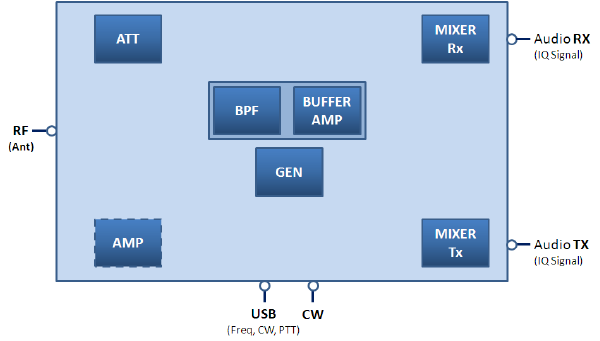 ATT
MIXER
Rx
Audio RX
(IQ Signal)
BPF
BUFFER
AMP
RF
(Ant)
GEN
AMP
MIXER
Tx
Audio TX
(IQ Signal)
USB
(Freq, CW, PTT)
CW